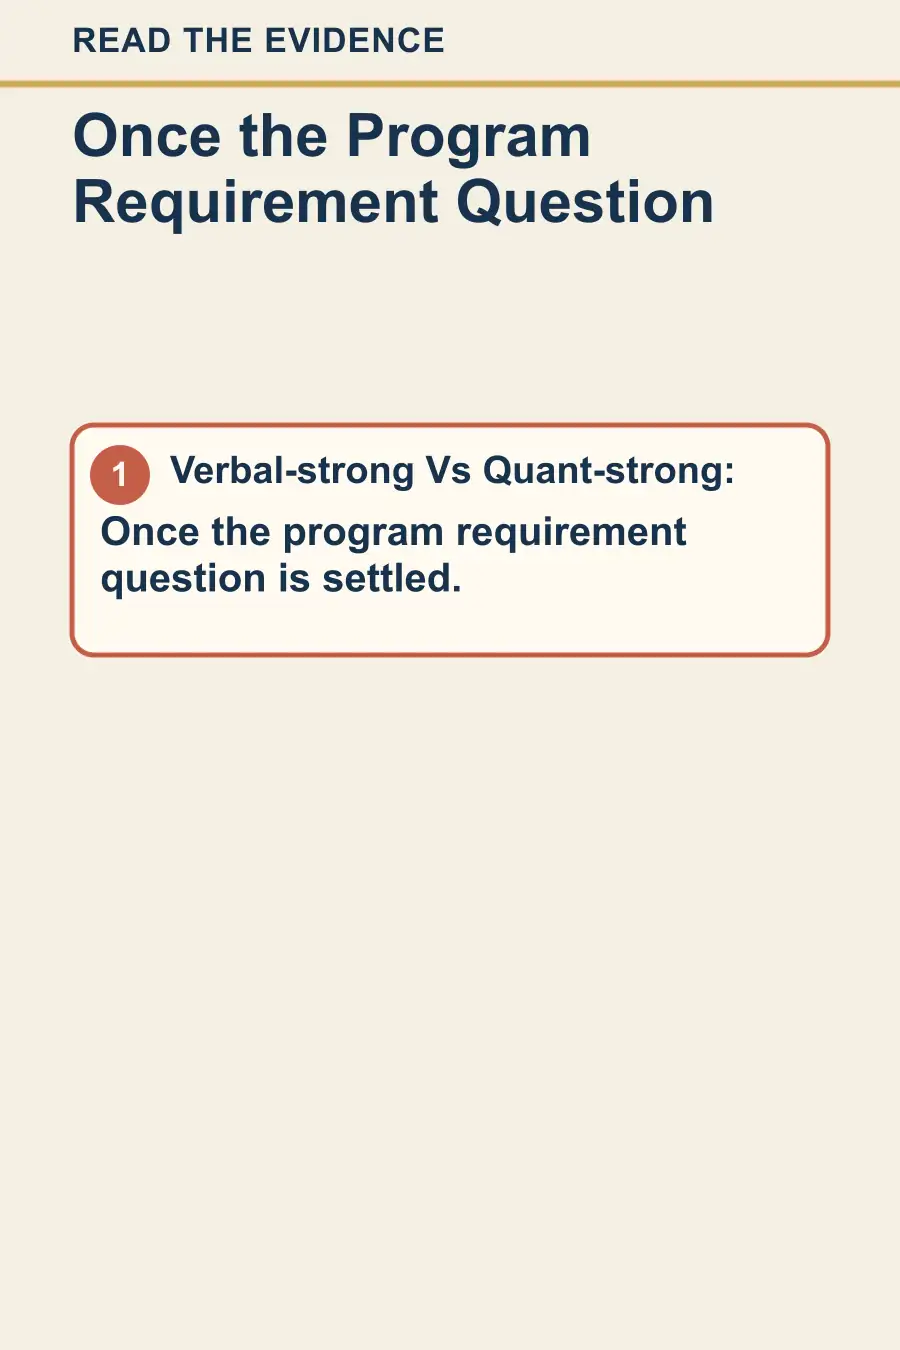 READ THE EVIDENCE
Once the Program
Requirement Question
1 Verbal-strong Vs Quant-strong:
Once the program requirement
question is settled.